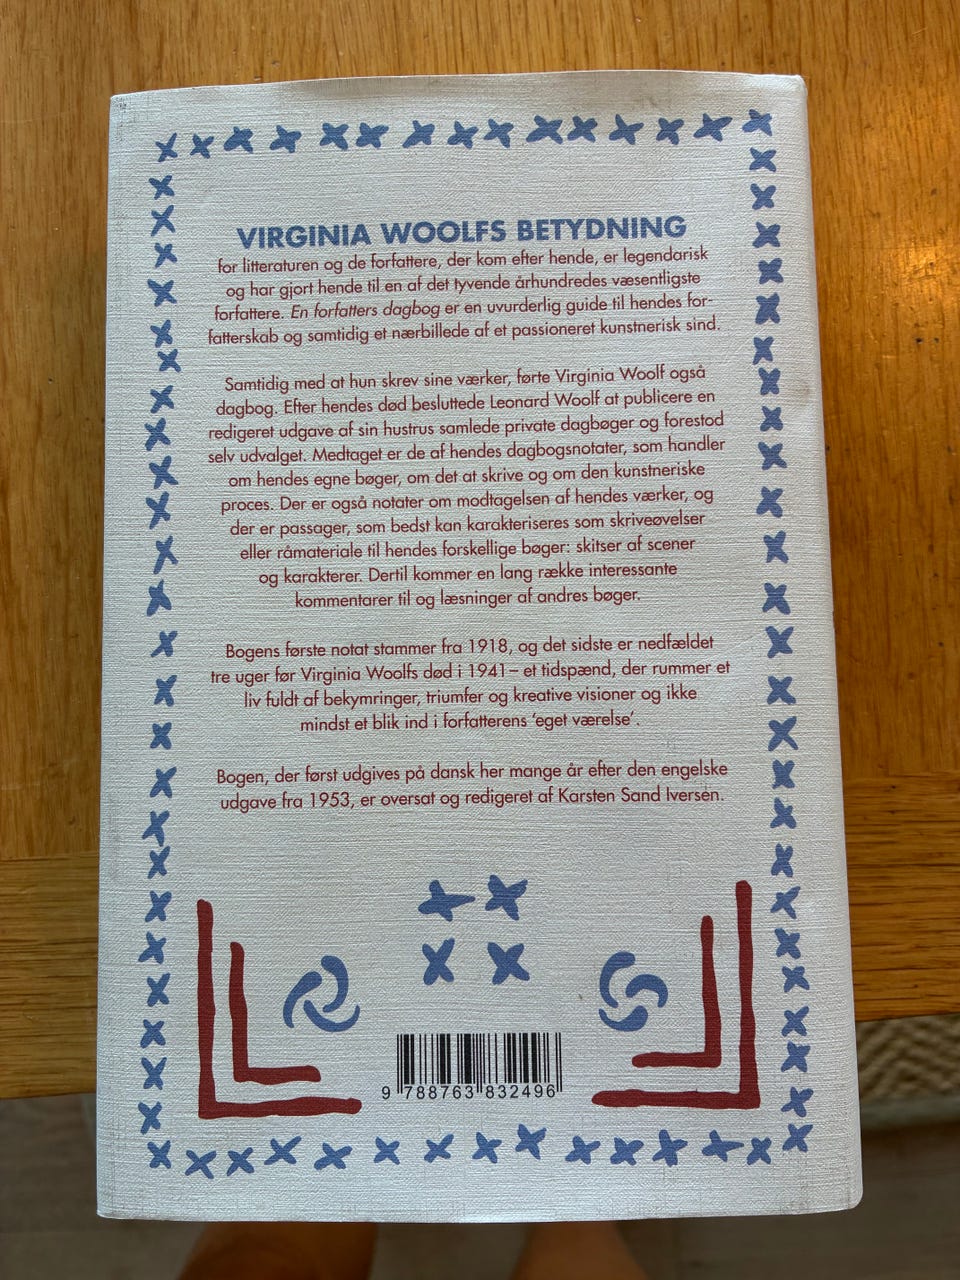 VIRGINIA WOOLFS BETYDNING
for litteraturen og de forfattere, der kom efter hende, er legendarisk
og har gjort hende til en af det tyvende århundredes væsentligste
forfattere. En forfatters dagbog er en uvurderlig guide til hendes for-
fatterskab og samtidig et nærbillede af et passioneret kunstnerisk sind.
Samtidig med at hun skrev sine værker, førte Virginia Woolf også
dagbog. Efter hendes død besluttede Leonard Woolf at publicere en
redigeret udgave af sin hustrus samlede private dagbøger og forestod
selv udvalget. Medtaget er de af hendes dagbogsnotater, som handler
om hendes egne bøger, om det at skrive og om den kunstneriske
proces. Der er også notater om modtagelsen af hendes værker, og
der er passager, som bedst kan karakteriseres som skriveøvelser
eller råmateriale til hendes forskellige bøger: skitser af scener
og karakterer. Dertil kommer en lang række interessante
kommentarer til og læsninger af andres bøger.
Bogens første notat stammer fra 1918, og det sidste er nedfældet
tre uger før Virginia Woolfs død i 1941 – et tidspænd, der rummer et
liv fuldt af bekymringer, triumfer og kreative visioner og ikke
mindst et blik ind i forfatterens ‘eget værelse’.
Bogen, der først udgives på dansk her mange år efter den engelske
udgave fra 1953, er oversat og redigeret af Karsten Sand Iversen.
9 788763 832496